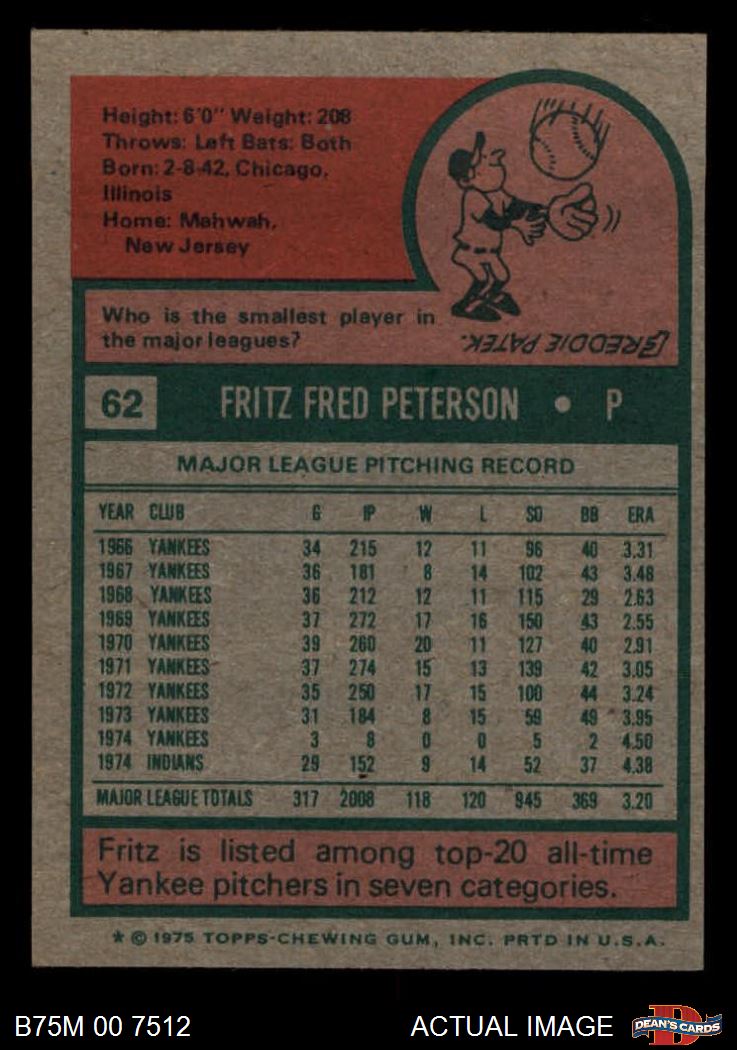 Height: 6'0" Weight: 208
Throws: Left Bats: Both
Born: 2-8-42, Chicago,
Illinois
Home: Mahwah,
New Jersey
Who is the smallest player in
the major leagues?
FREDDIE PATEK.
62 FRITZ FRED PETERSON • P
MAJOR LEAGUE PITCHING RECORD
YEAR CLUB G IP W L SO BB ERA
1966 YANKEES 34 215 12 11 96 40 3.31
1967 YANKEES 36 181 8 14 102 43 3.48
1968 YANKEES 36 212 12 11 115 29 2.63
1969 YANKEES 37 272 17 16 150 43 2.55
1970 YANKEES 39 260 20 11 127 40 2.91
1971 YANKEES 37 274 15 13 139 42 3.05
1972 YANKEES 35 250 17 15 100 44 3.24
1973 YANKEES 31 184 8 15 59 49 3.95
1974 YANKEES 3 8 0 0 5 2 4.50
1974 INDIANS 29 152 9 14 52 37 4.38
MAJOR LEAGUE TOTALS 317 2008 118 120 945 369 3.20
Fritz is listed among top-20 all-time
Yankee pitchers in seven categories.
* © 1975 TOPPS-CHEWING GUM, INC. PRTD IN U.S.A.
B75M 00 7512 ACTUAL IMAGE
D
DEAN'S CARDS